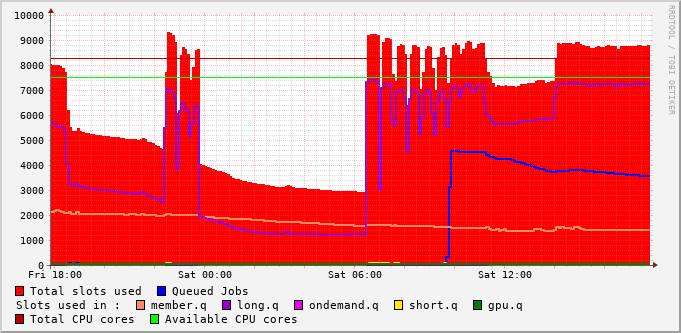 10000
9000
8000
7000
6000
5000
4000
3000
2000
1000
0
Fri 18:00 Sat 00:00 Sat 06:00 Sat 12:00
RRDTOOL / TOBI OETIKER
Total slots used Queued Jobs
Slots used in : member.q long.q ondemand.q short.q gpu.q
Total CPU cores Available CPU cores